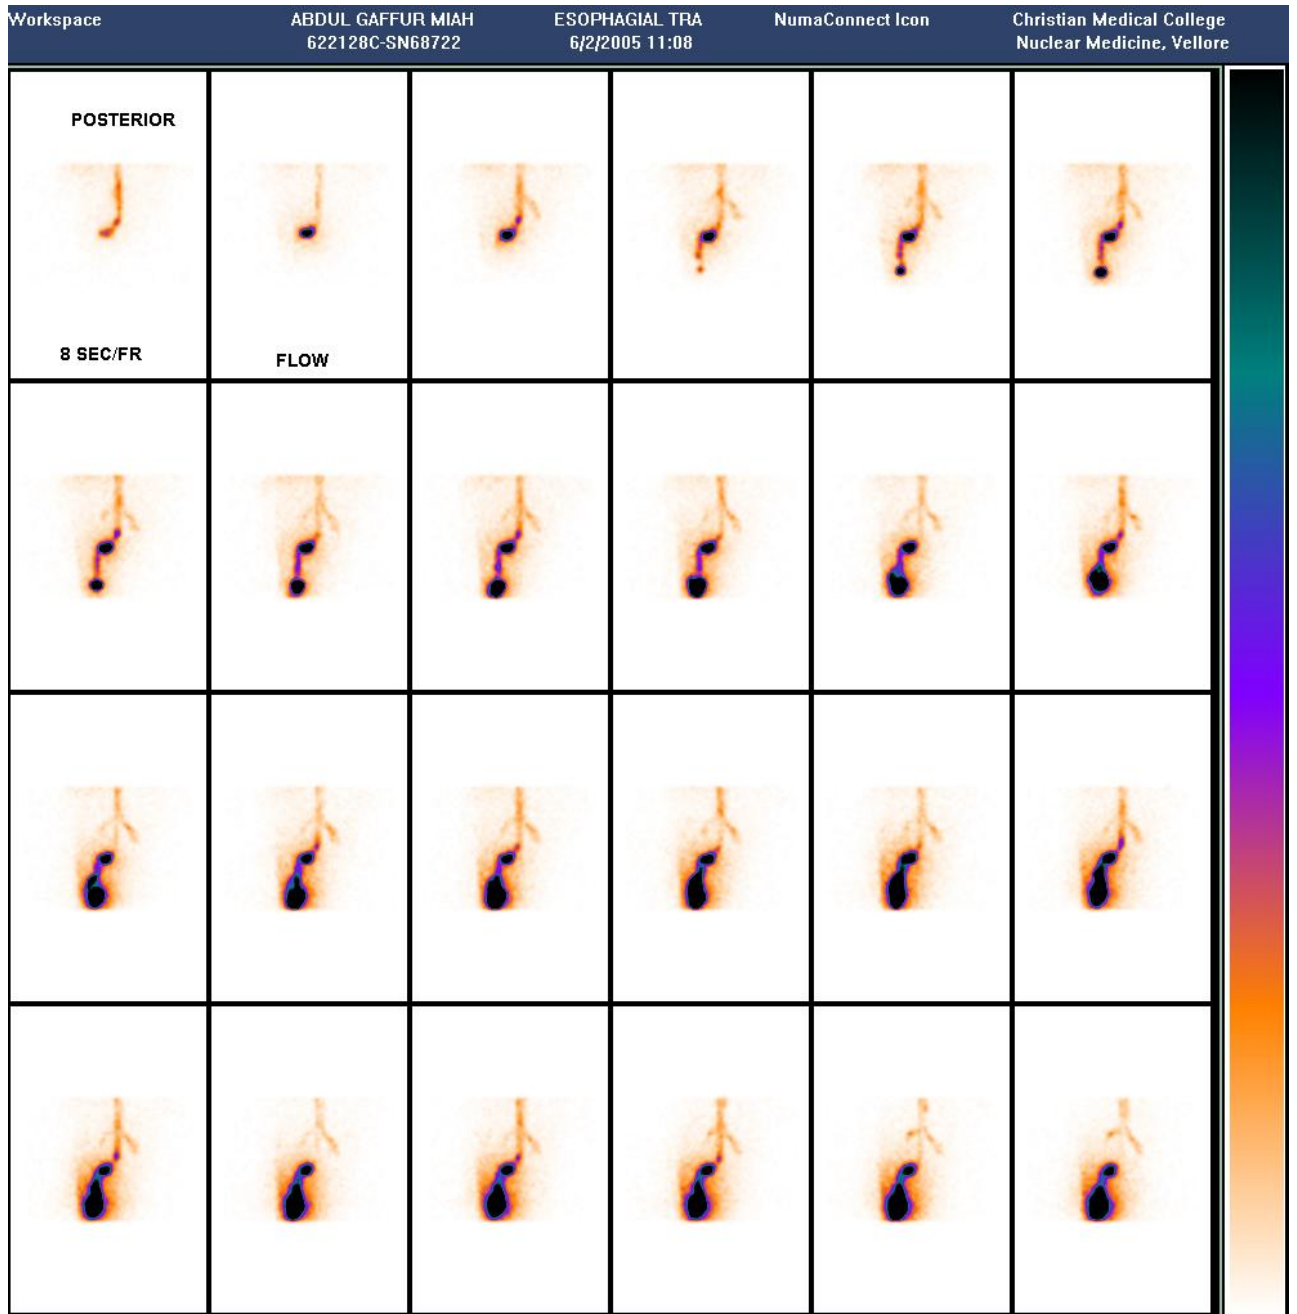 Workspace
ABDUL GAFFUR MIAH
622128C-SN68722
ESOPHAGIAL TRA
6/2/2005 11:08
NumaConnect Icon
Christian Medical College
Nuclear Medicine, Vellore
POSTERIOR
8 SEC/FR
FLOW